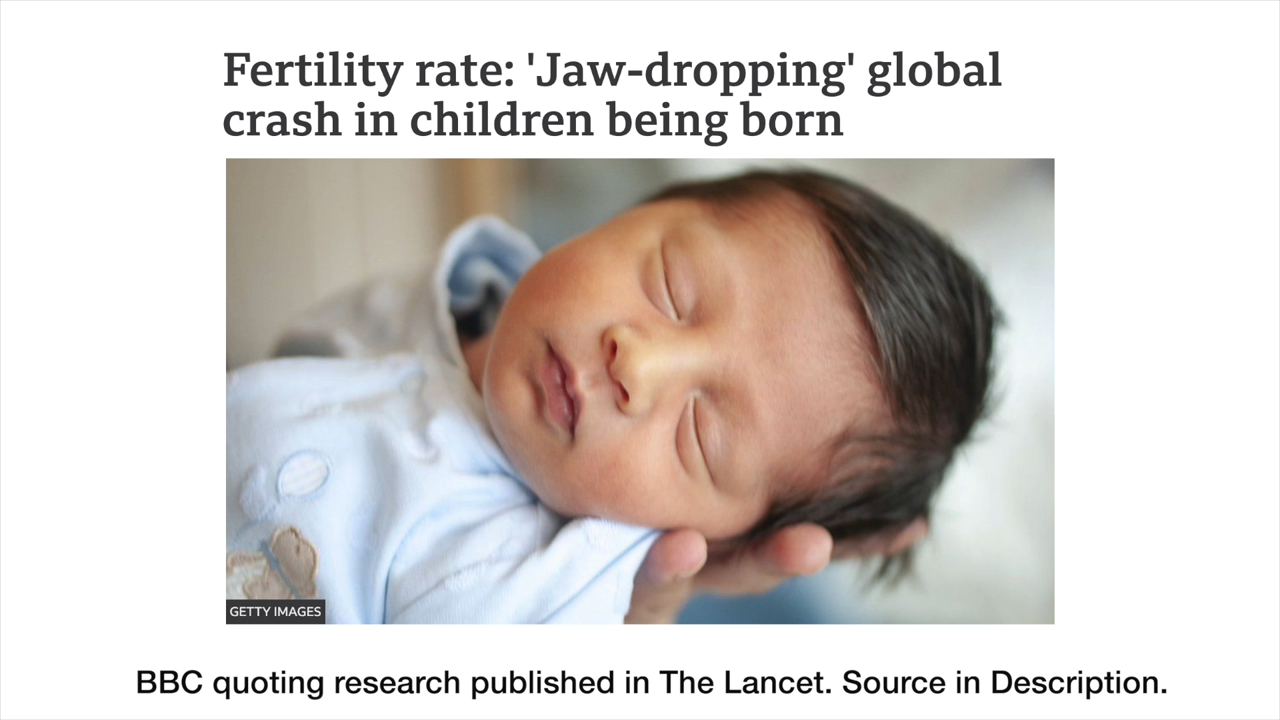 Fertility rate: 'Jaw-dropping' global
crash in children being born
GETTY IMAGES
BBC quoting research published in The Lancet. Source in Description.